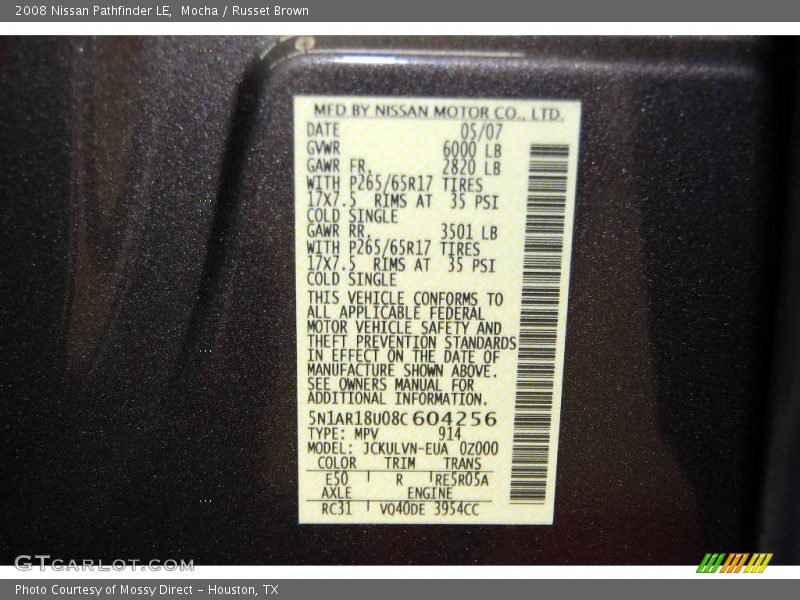 2008 Nissan Pathfinder LE,  Mocha / Russet Brown
MFD BY NISSAN MOTOR CO., LTD.
DATE 05/07
GVWR 6000 LB
GAWR FR. 2820 LB
WITH P265/65R17 TIRES
17X7.5 RIMS AT 35 PSI
COLD SINGLE
GAWR RR. 3501 LB
WITH P265/65R17 TIRES
17X7.5 RIMS AT 35 PSI
COLD SINGLE
THIS VEHICLE CONFORMS TO
ALL APPLICABLE FEDERAL
MOTOR VEHICLE SAFETY AND
THEFT PREVENTION STANDARDS
IN EFFECT ON THE DATE OF
MANUFACTURE SHOWN ABOVE.
SEE OWNERS MANUAL FOR
ADDITIONAL INFORMATION.
5N1AR18U08C604256
TYPE: MPV 914
MODEL: JCKULVN-EUA 0Z000
COLOR TRIM TRANS
E50 R RE5R05A
AXLE ENGINE
RC31 VQ40DE 3954CC
GTCARLOT.COM
Photo Courtesy of Mossy Direct - Houston, TX